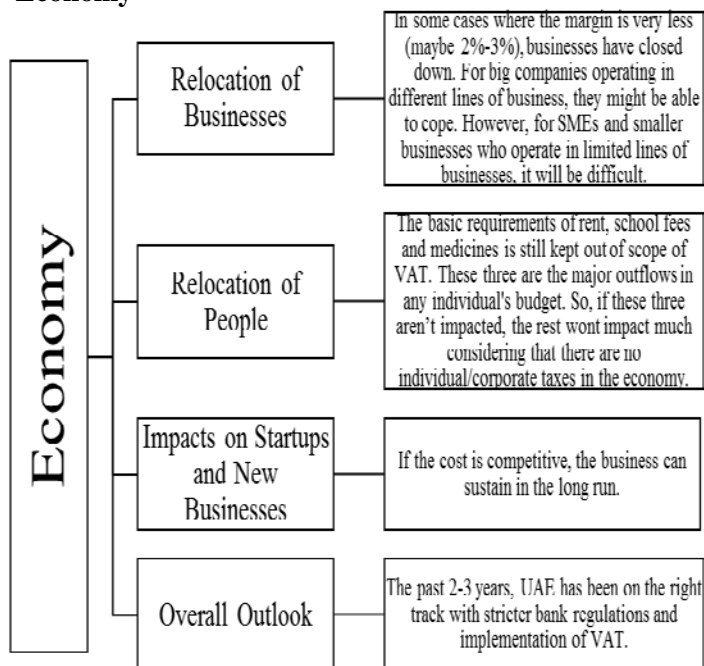 Economy
Economy
Relocation of
Businesses
In some cases where the margin is very less
(maybe 2%-3%), businesses have closed
down. For big companies operating in
different lines of business, they might be able
to cope. However, for SMEs and smaller
businesses who operate in limited lines of
businesses, it will be difficult.
Relocation of
People
The basic requirements of rent, school fees
and medicines is still kept out of scope of
VAT. These three are the major outflows in
any individual's budget. So, if these three
aren't impacted, the rest wont impact much
considering that there are no
individual/corporate taxes in the economy.
Impacts on Startups
and New
Businesses
If the cost is competitive, the business can
sustain in the long run.
Overall Outlook
The past 2-3 years, UAE has been on the right
track with stricter bank regulations and
implementation of VAT.